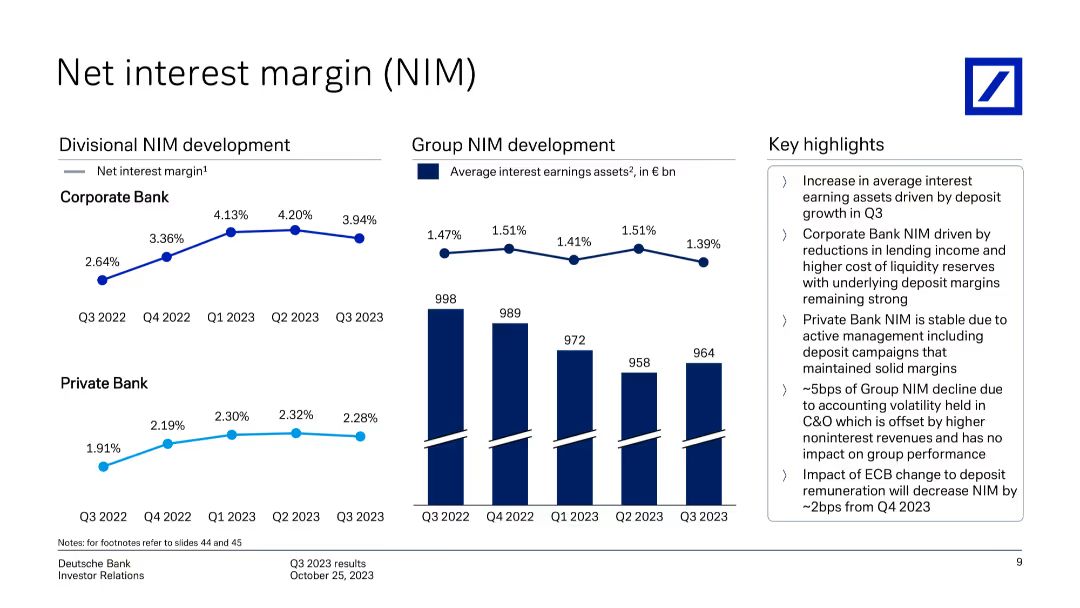 Net interest margin (NIM)
Divisional NIM development
Net interest margin¹
Corporate Bank
2.64%
3.36%
4.13%
4.20%
3.94%
Q3 2022
Q4 2022
Q1 2023
Q2 2023
Q3 2023
Private Bank
1.91%
2.19%
2.30%
2.32%
2.28%
Q3 2022
Q4 2022
Q1 2023
Q2 2023
Q3 2023
Group NIM development
Average interest earning assets², in € bn
1.47%
1.51%
1.41%
1.51%
1.39%
998
989
972
958
964
Q3 2022
Q4 2022
Q1 2023
Q2 2023
Q3 2023
Key highlights
Increase in average interest
earning assets driven by deposit
growth in Q3
Corporate Bank NIM driven by
reductions in lending income and
higher cost of liquidity reserves
with underlying deposit margins
remaining strong
Private Bank NIM is stable due to
active management including
deposit campaigns that
maintained solid margins
~5bps of Group NIM decline due
to accounting volatility held in
C&O which is offset by higher
noninterest revenues and has no
impact on group performance
Impact of ECB change to deposit
remuneration will decrease NIM by
~2bps from Q4 2023
Notes: for footnotes refer to slides 44 and 45
Deutsche Bank
Investor Relations
Q3 2023 results
October 25, 2023
9